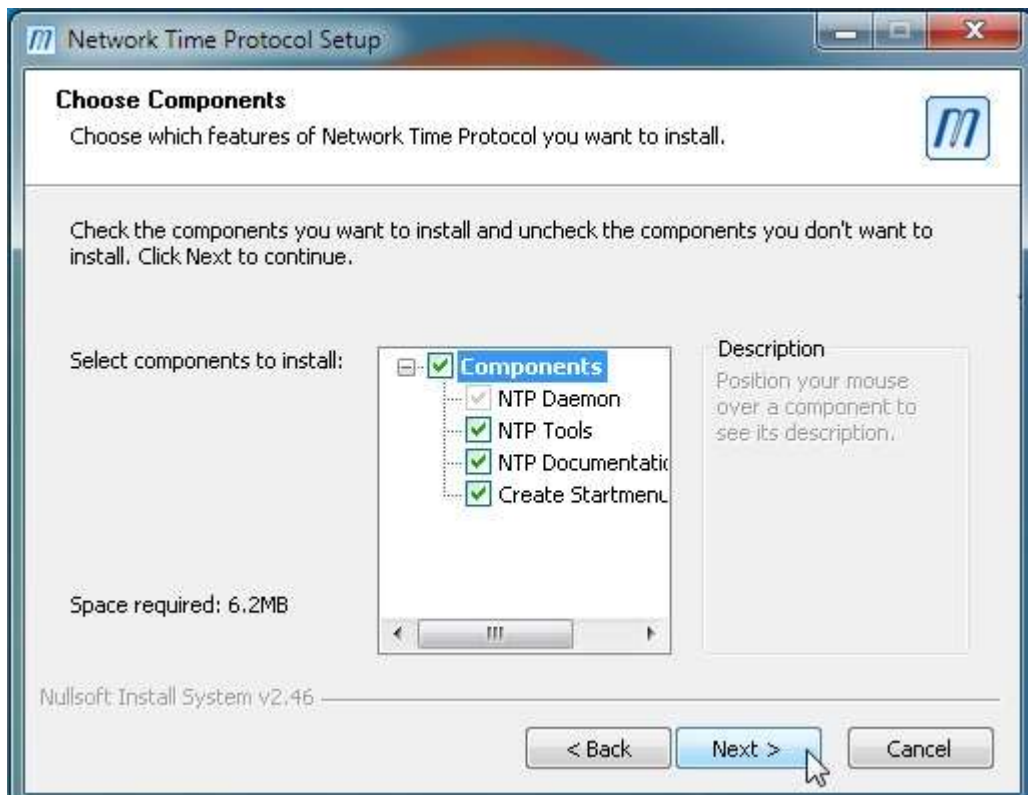 Network Time Protocol Setup
Choose Components
Choose which features of Network Time Protocol you want to install.
Check the components you want to install and uncheck the components you don't want to
install. Click Next to continue.
Select components to install:
Components
NTP Daemon
NTP Tools
NTP Documentatic
Create Startmenu
Description
Position your mouse
over a component to
see its description.
Space required: 6.2MB
Nullsoft Install System v2.46
< Back
Next >
Cancel